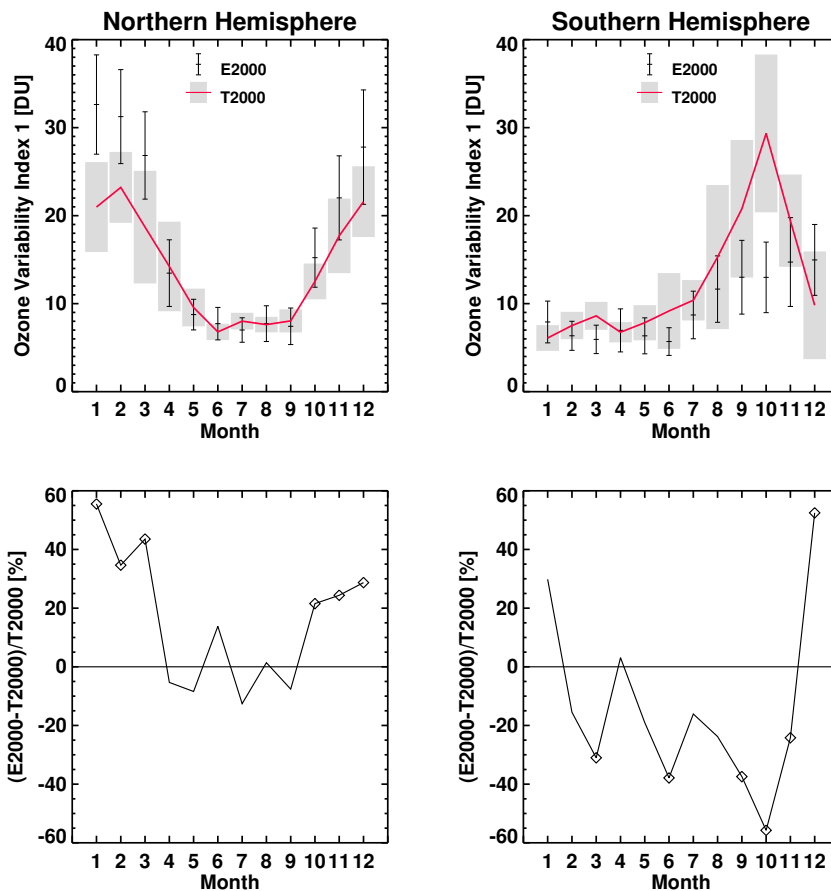 Northern Hemisphere
Southern Hemisphere
Ozone Variability Index 1 [DU]
40
30
20
10
0
E2000
T2000
1 2 3 4 5 6 7 8 9 10 11 12
Month
Ozone Variability Index 1 [DU]
40
30
20
10
0
E2000
T2000
1 2 3 4 5 6 7 8 9 10 11 12
Month
(E2000-T2000)/T2000 [%]
60
40
20
0
-20
-40
-60
1 2 3 4 5 6 7 8 9 10 11 12
Month
(E2000-T2000)/T2000 [%]
60
40
20
0
-20
-40
-60
1 2 3 4 5 6 7 8 9 10 11 12
Month